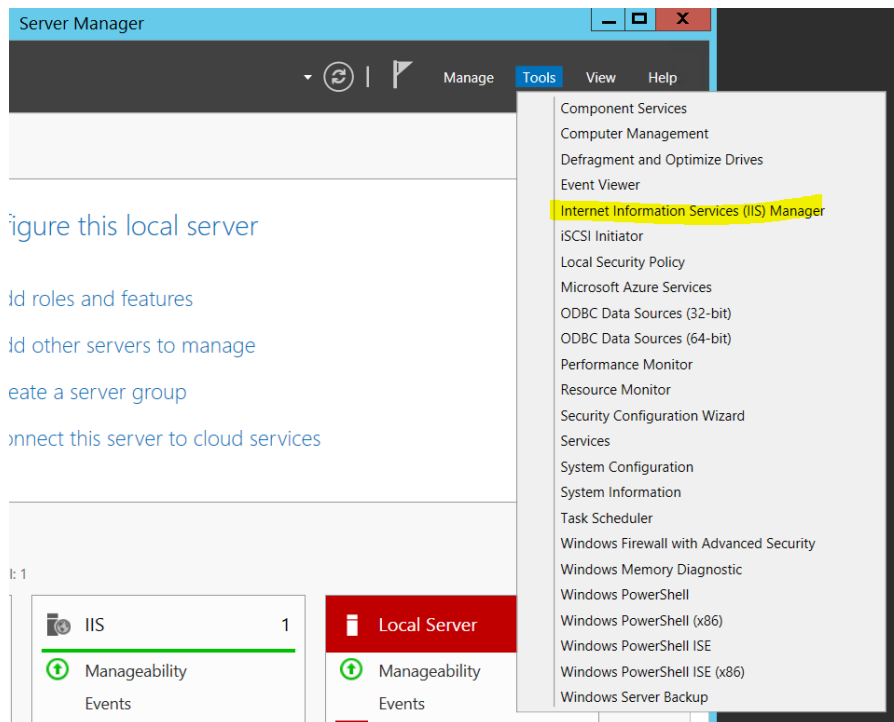 Server Manager
Manage Tools View Help
Component Services
Computer Management
Defragment and Optimize Drives
Event Viewer
Internet Information Services (IIS) Manager
iSCSI Initiator
Local Security Policy
Microsoft Azure Services
ODBC Data Sources (32-bit)
ODBC Data Sources (64-bit)
Performance Monitor
Resource Monitor
Security Configuration Wizard
Services
System Configuration
System Information
Task Scheduler
Windows Firewall with Advanced Security
Windows Memory Diagnostic
Windows PowerShell
Windows PowerShell (x86)
Windows PowerShell ISE
Windows PowerShell ISE (x86)
Windows Server Backup
figure this local server
dd roles and features
dd other servers to manage
eate a server group
onnect this server to cloud services
l: 1
IIS 1
Manageability
Events
Local Server
Manageability
Events